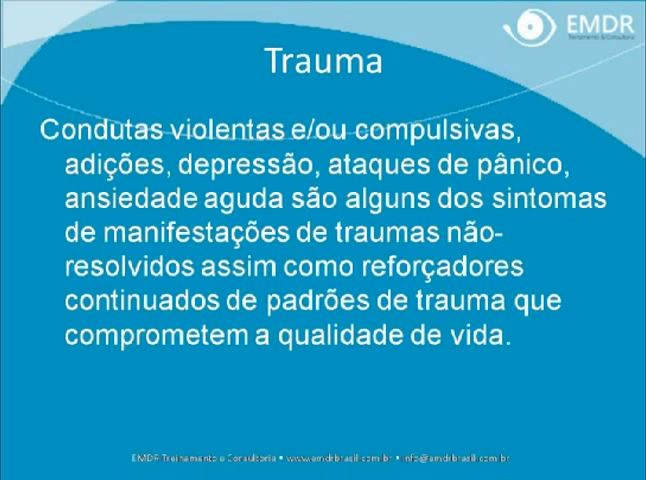 EMDR
Treinamento & Consultoria
Trauma
Condutas violentas e/ou compulsivas,
adições, depressão, ataques de pânico,
ansiedade aguda são alguns dos sintomas
de manifestações de traumas não-
resolvidos assim como reforçadores
continuados de padrões de trauma que
comprometem a qualidade de vida.
EMDR Treinamento e Consultoria • www.emdrbrasil.com.br • info@emdrbrasil.com.br